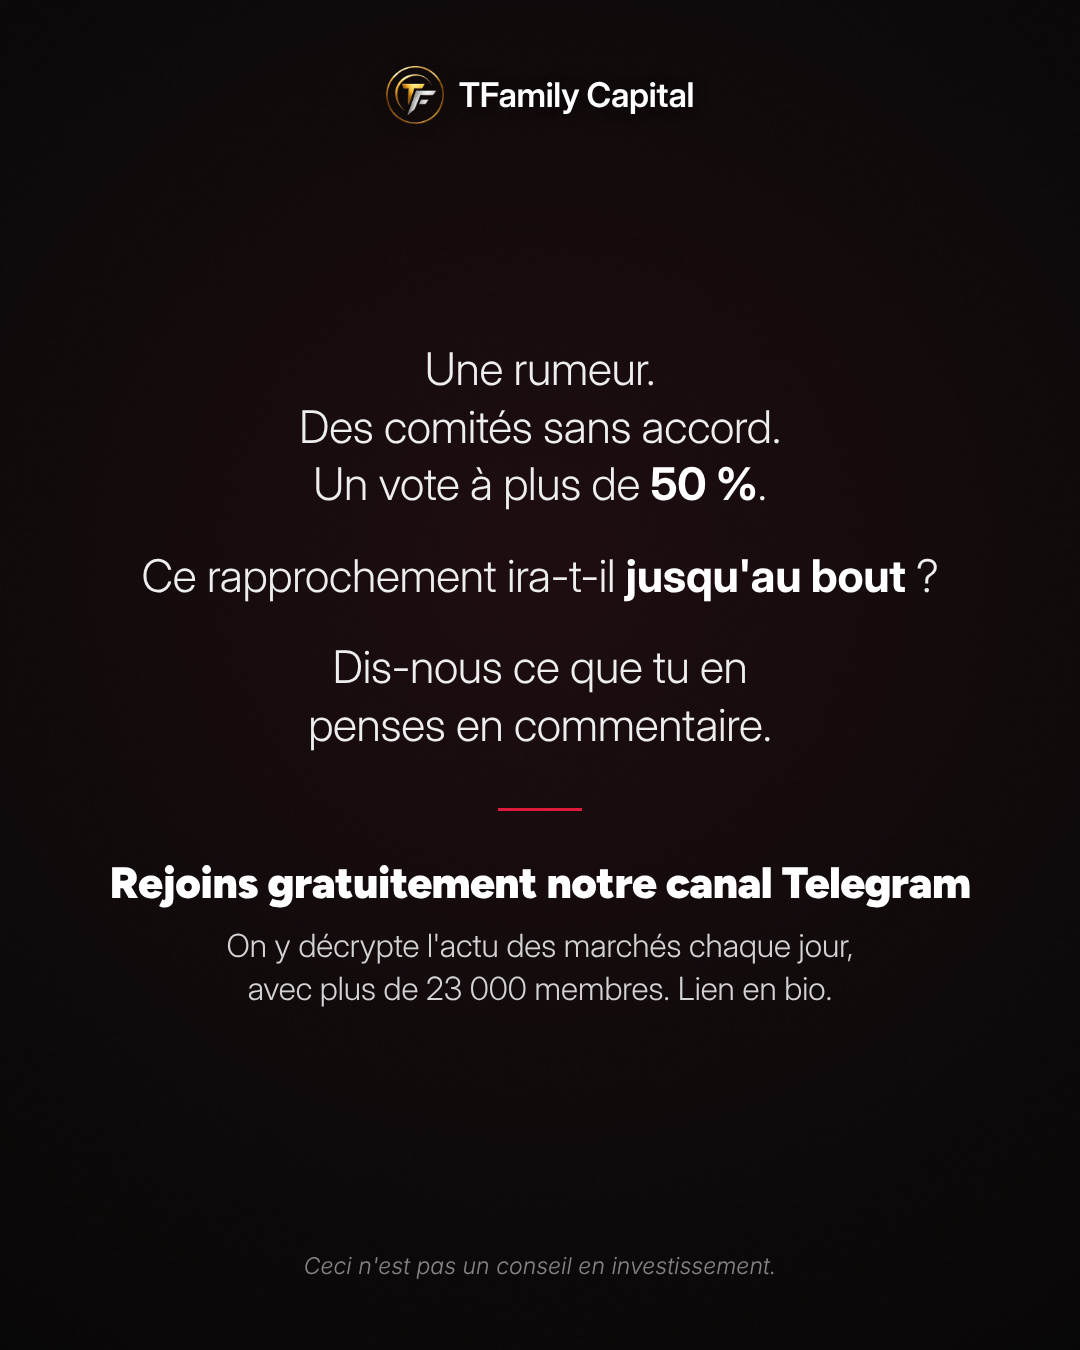 TF TFamily Capital
Une rumeur.
Des comités sans accord.
Un vote à plus de 50 %.
Ce rapprochement ira-t-il jusqu'au bout ?
Dis-nous ce que tu en
penses en commentaire.
Rejoins gratuitement notre canal Telegram
On y décrypte l'actu des marchés chaque jour,
avec plus de 23 000 membres. Lien en bio.
Ceci n'est pas un conseil en investissement.